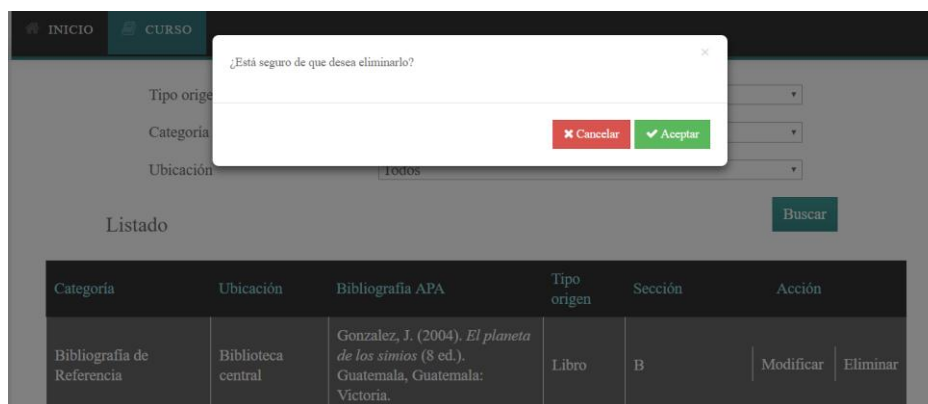 INICIO CURSO
¿Está seguro de que desea eliminarlo?
×
Tipo orige
Categoría
Cancelar Aceptar
Ubicación Todos
Buscar
Listado
Categoría Ubicación Bibliografía APA Tipo origen Sección Acción
Bibliografía de
Referencia
Biblioteca
central
Gonzalez, J. (2004). El planeta
de los simios (8 ed.).
Guatemala, Guatemala:
Victoria.
Libro
B
Modificar Eliminar